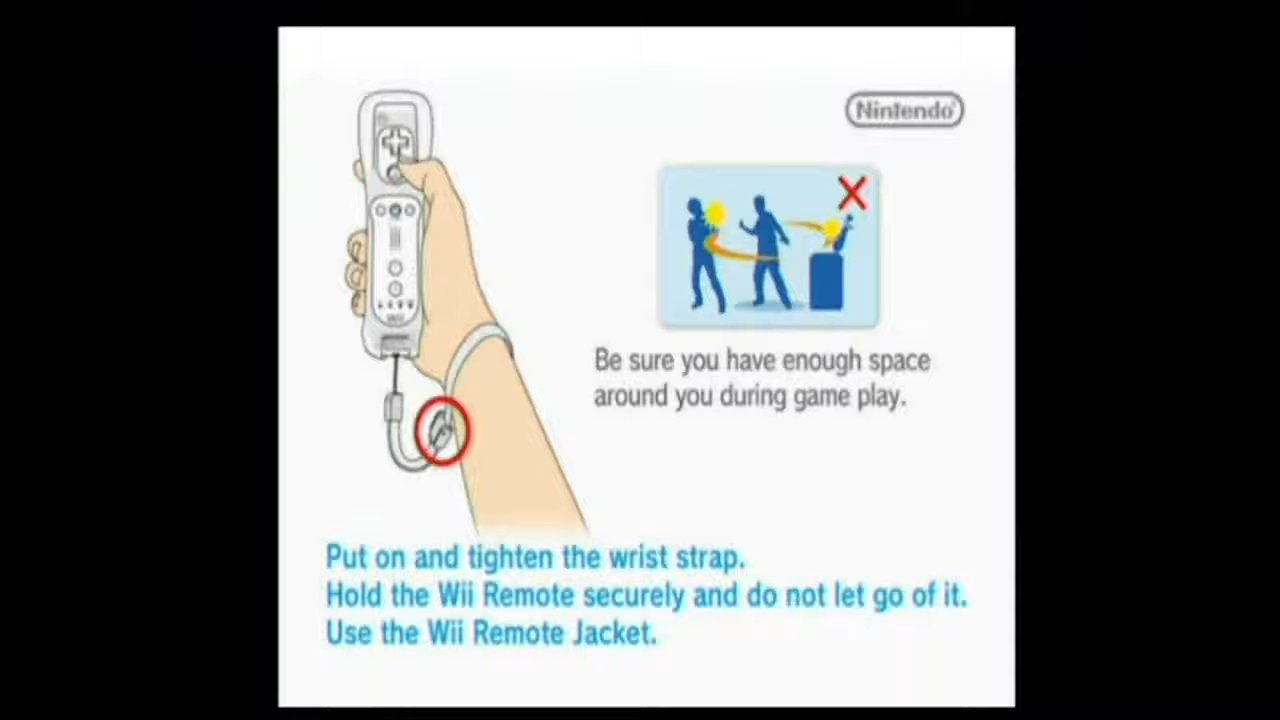 Nintendo
Be sure you have enough space
around you during game play.
Put on and tighten the wrist strap.
Hold the Wii Remote securely and do not let go of it.
Use the Wii Remote Jacket.